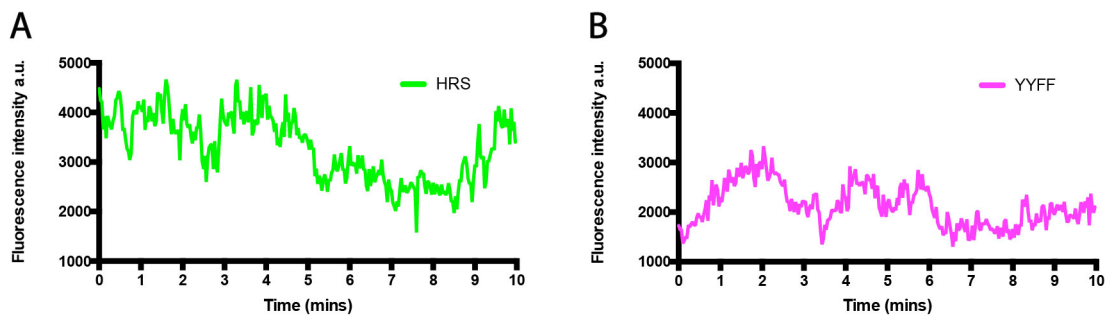 A
Fluorescence intensity a.u.
5000
4000
3000
2000
1000
HRS
0 1 2 3 4 5 6 7 8 9 10
Time (mins)
B
Fluorescence intensity a.u.
5000
4000
3000
2000
1000
YYFF
0 1 2 3 4 5 6 7 8 9 10
Time (mins)